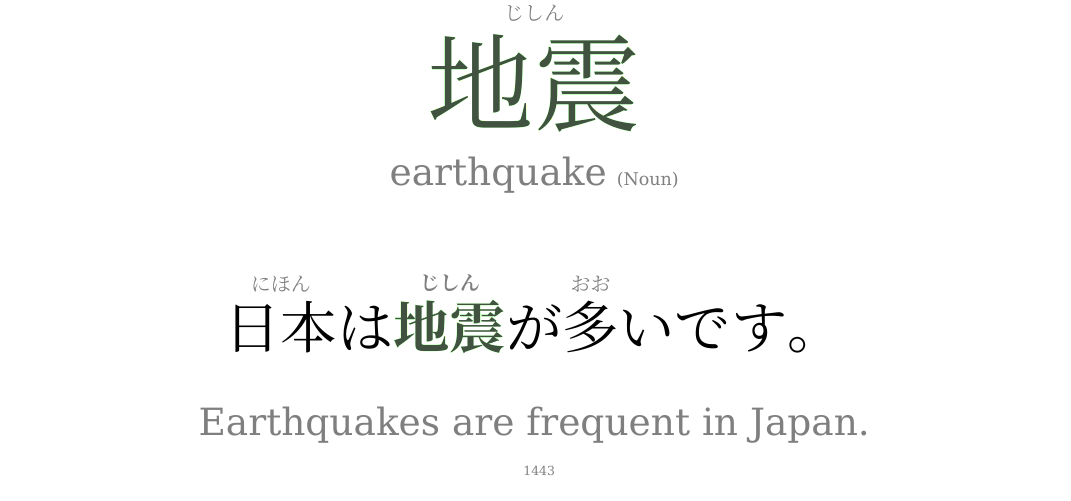 じしん
地震
earthquake (Noun)
にほん じしん おお
日本は地震が多いです。
Earthquakes are frequent in Japan.
1443